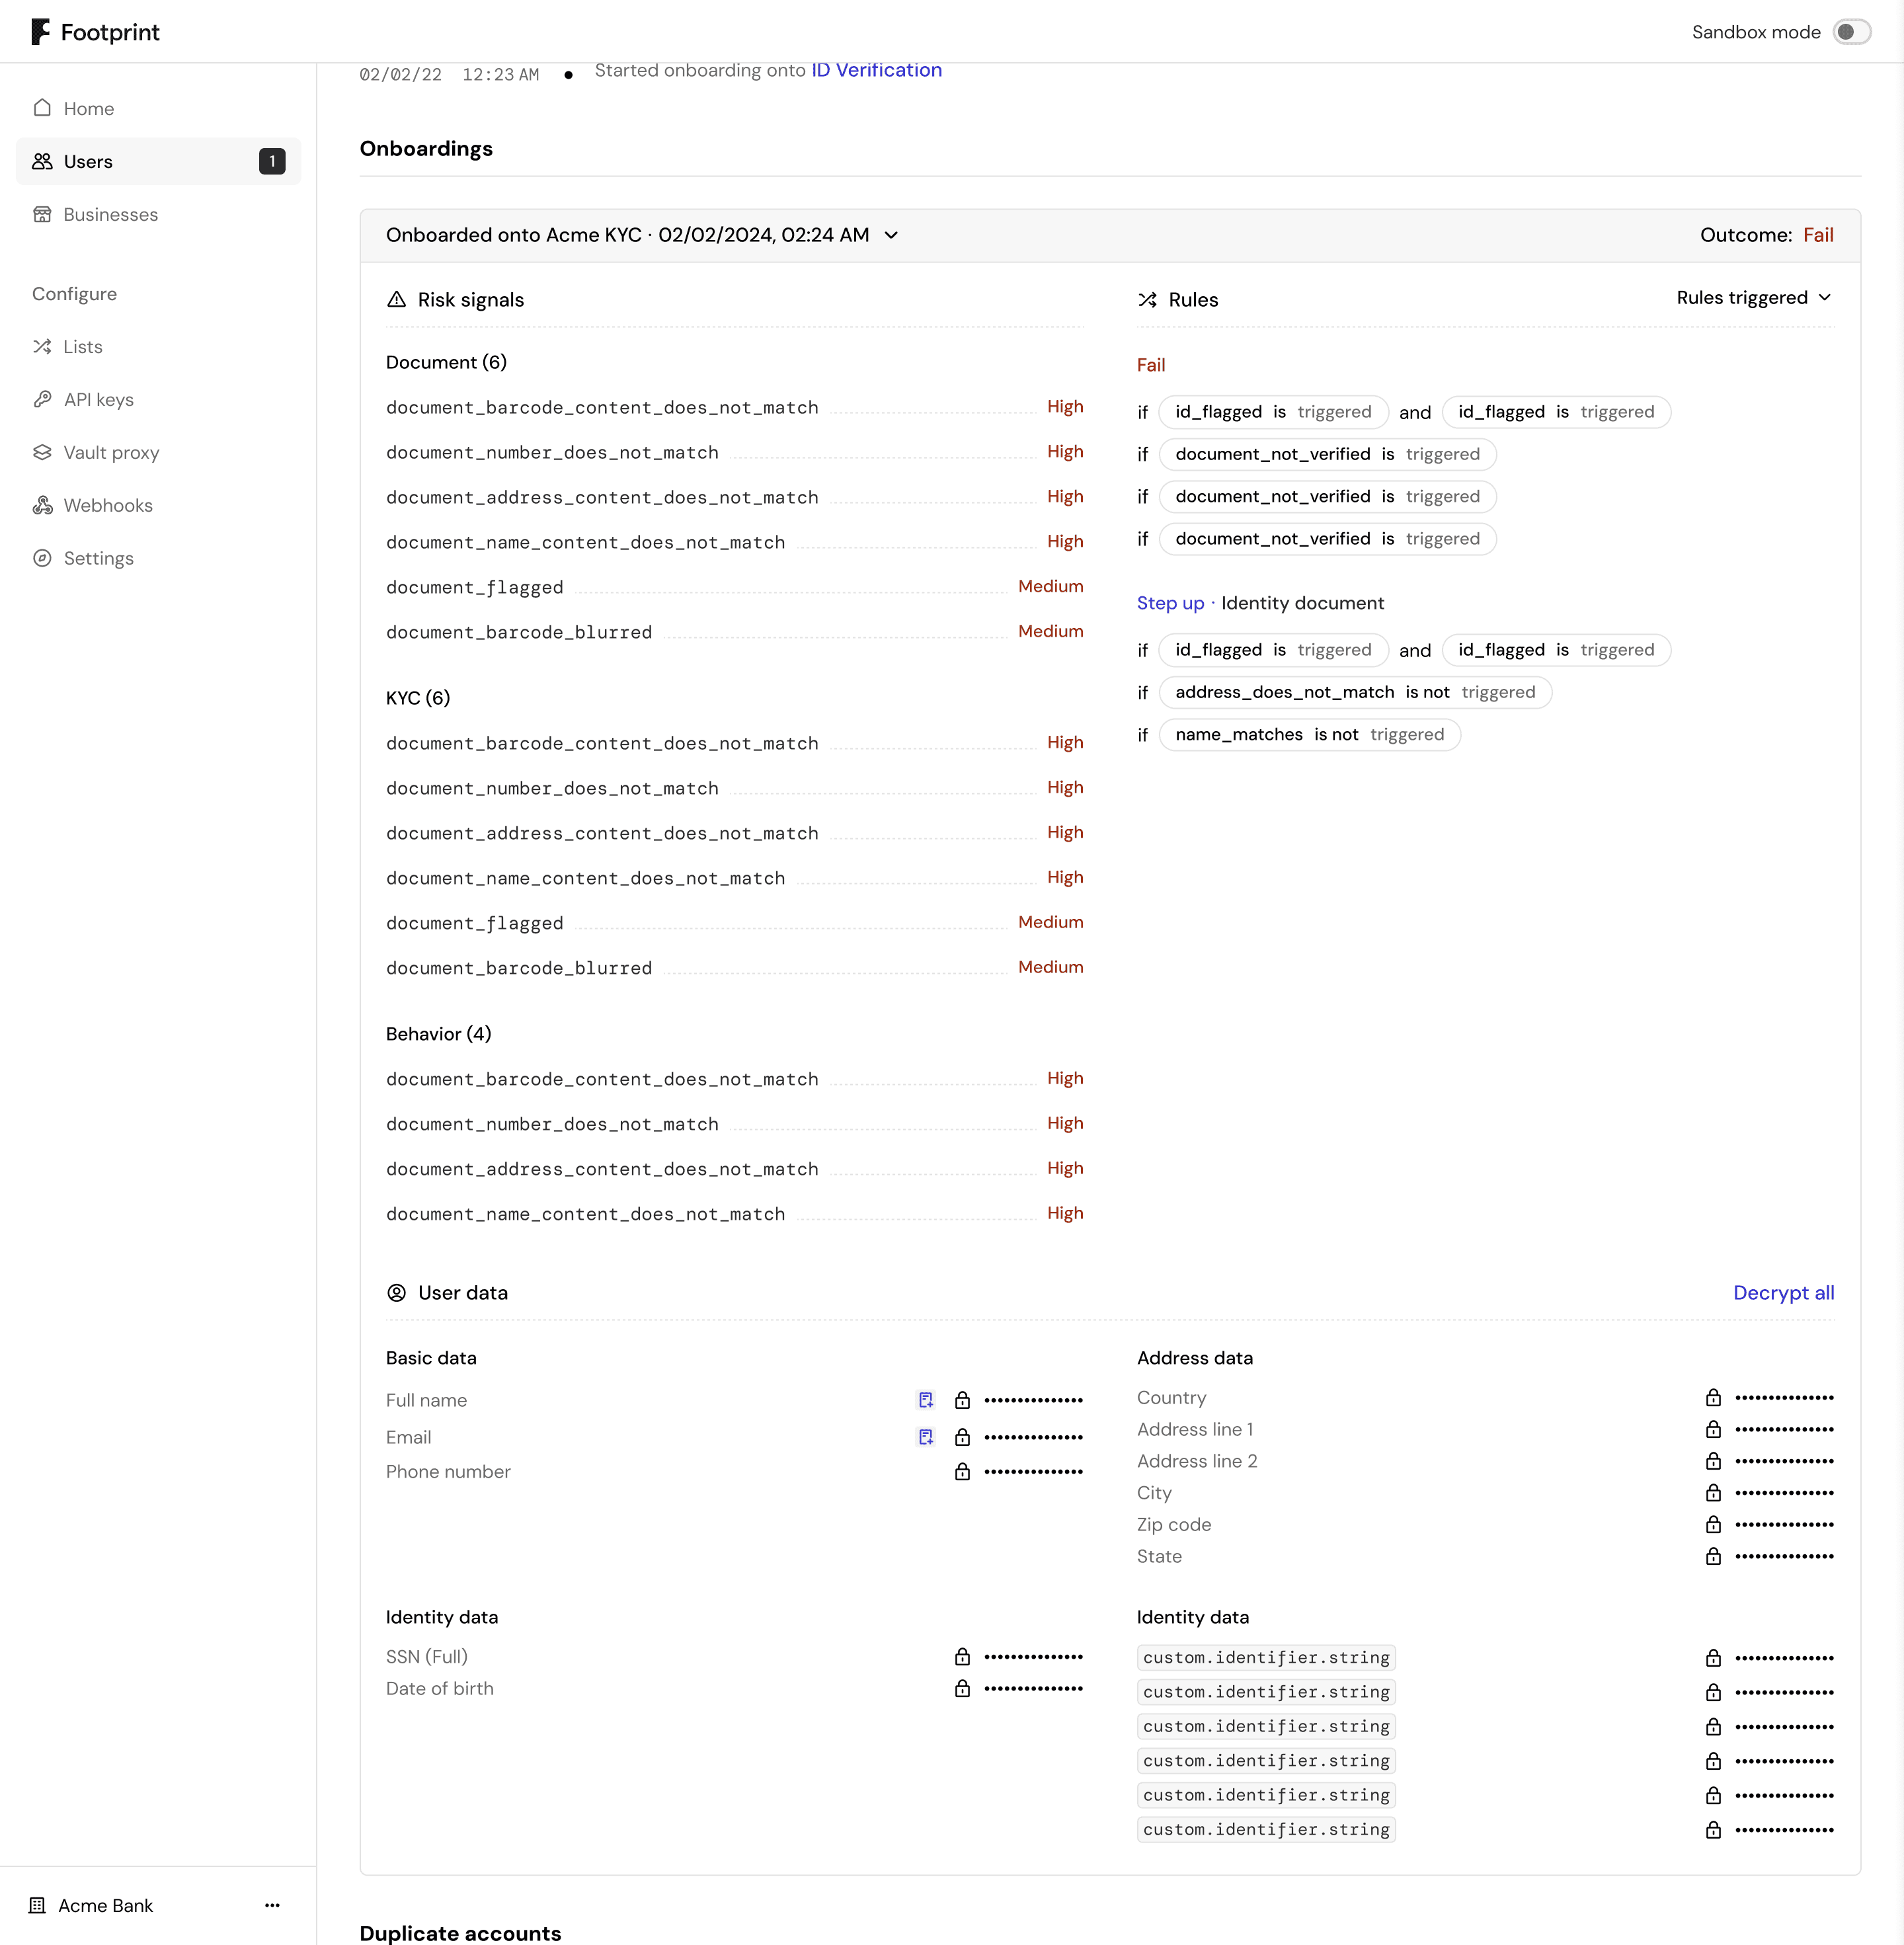 Footprint
Sandbox mode
Home
Users 1
Businesses
Configure
Lists
API keys
Vault proxy
Webhooks
Settings
Acme Bank
02/02/22 12:23 AM Started onboarding onto ID Verification
Onboardings
Onboarded onto Acme KYC · 02/02/2024, 02:24 AM
Outcome: Fail
Risk signals
Document (6)
document_barcode_content_does_not_match High
document_number_does_not_match High
document_address_content_does_not_match High
document_name_content_does_not_match High
document_flagged Medium
document_barcode_blurred Medium
KYC (6)
document_barcode_content_does_not_match High
document_number_does_not_match High
document_address_content_does_not_match High
document_name_content_does_not_match High
document_flagged Medium
document_barcode_blurred Medium
Behavior (4)
document_barcode_content_does_not_match High
document_number_does_not_match High
document_address_content_does_not_match High
document_name_content_does_not_match High
Rules
Rules triggered
Fail
if id_flagged is triggered and id_flagged is triggered
if document_not_verified is triggered
if document_not_verified is triggered
if document_not_verified is triggered
Step up · Identity document
if id_flagged is triggered and id_flagged is triggered
if address_does_not_match is not triggered
if name_matches is not triggered
User data
Decrypt all
Basic data
Full name •••••••••••••••
Email •••••••••••••••
Phone number •••••••••••••••
Address data
Country •••••••••••••••
Address line 1 •••••••••••••••
Address line 2 •••••••••••••••
City •••••••••••••••
Zip code •••••••••••••••
State •••••••••••••••
Identity data
SSN (Full) •••••••••••••••
Date of birth •••••••••••••••
Identity data
custom.identifier.string •••••••••••••••
custom.identifier.string •••••••••••••••
custom.identifier.string •••••••••••••••
custom.identifier.string •••••••••••••••
custom.identifier.string •••••••••••••••
custom.identifier.string •••••••••••••••
Duplicate accounts